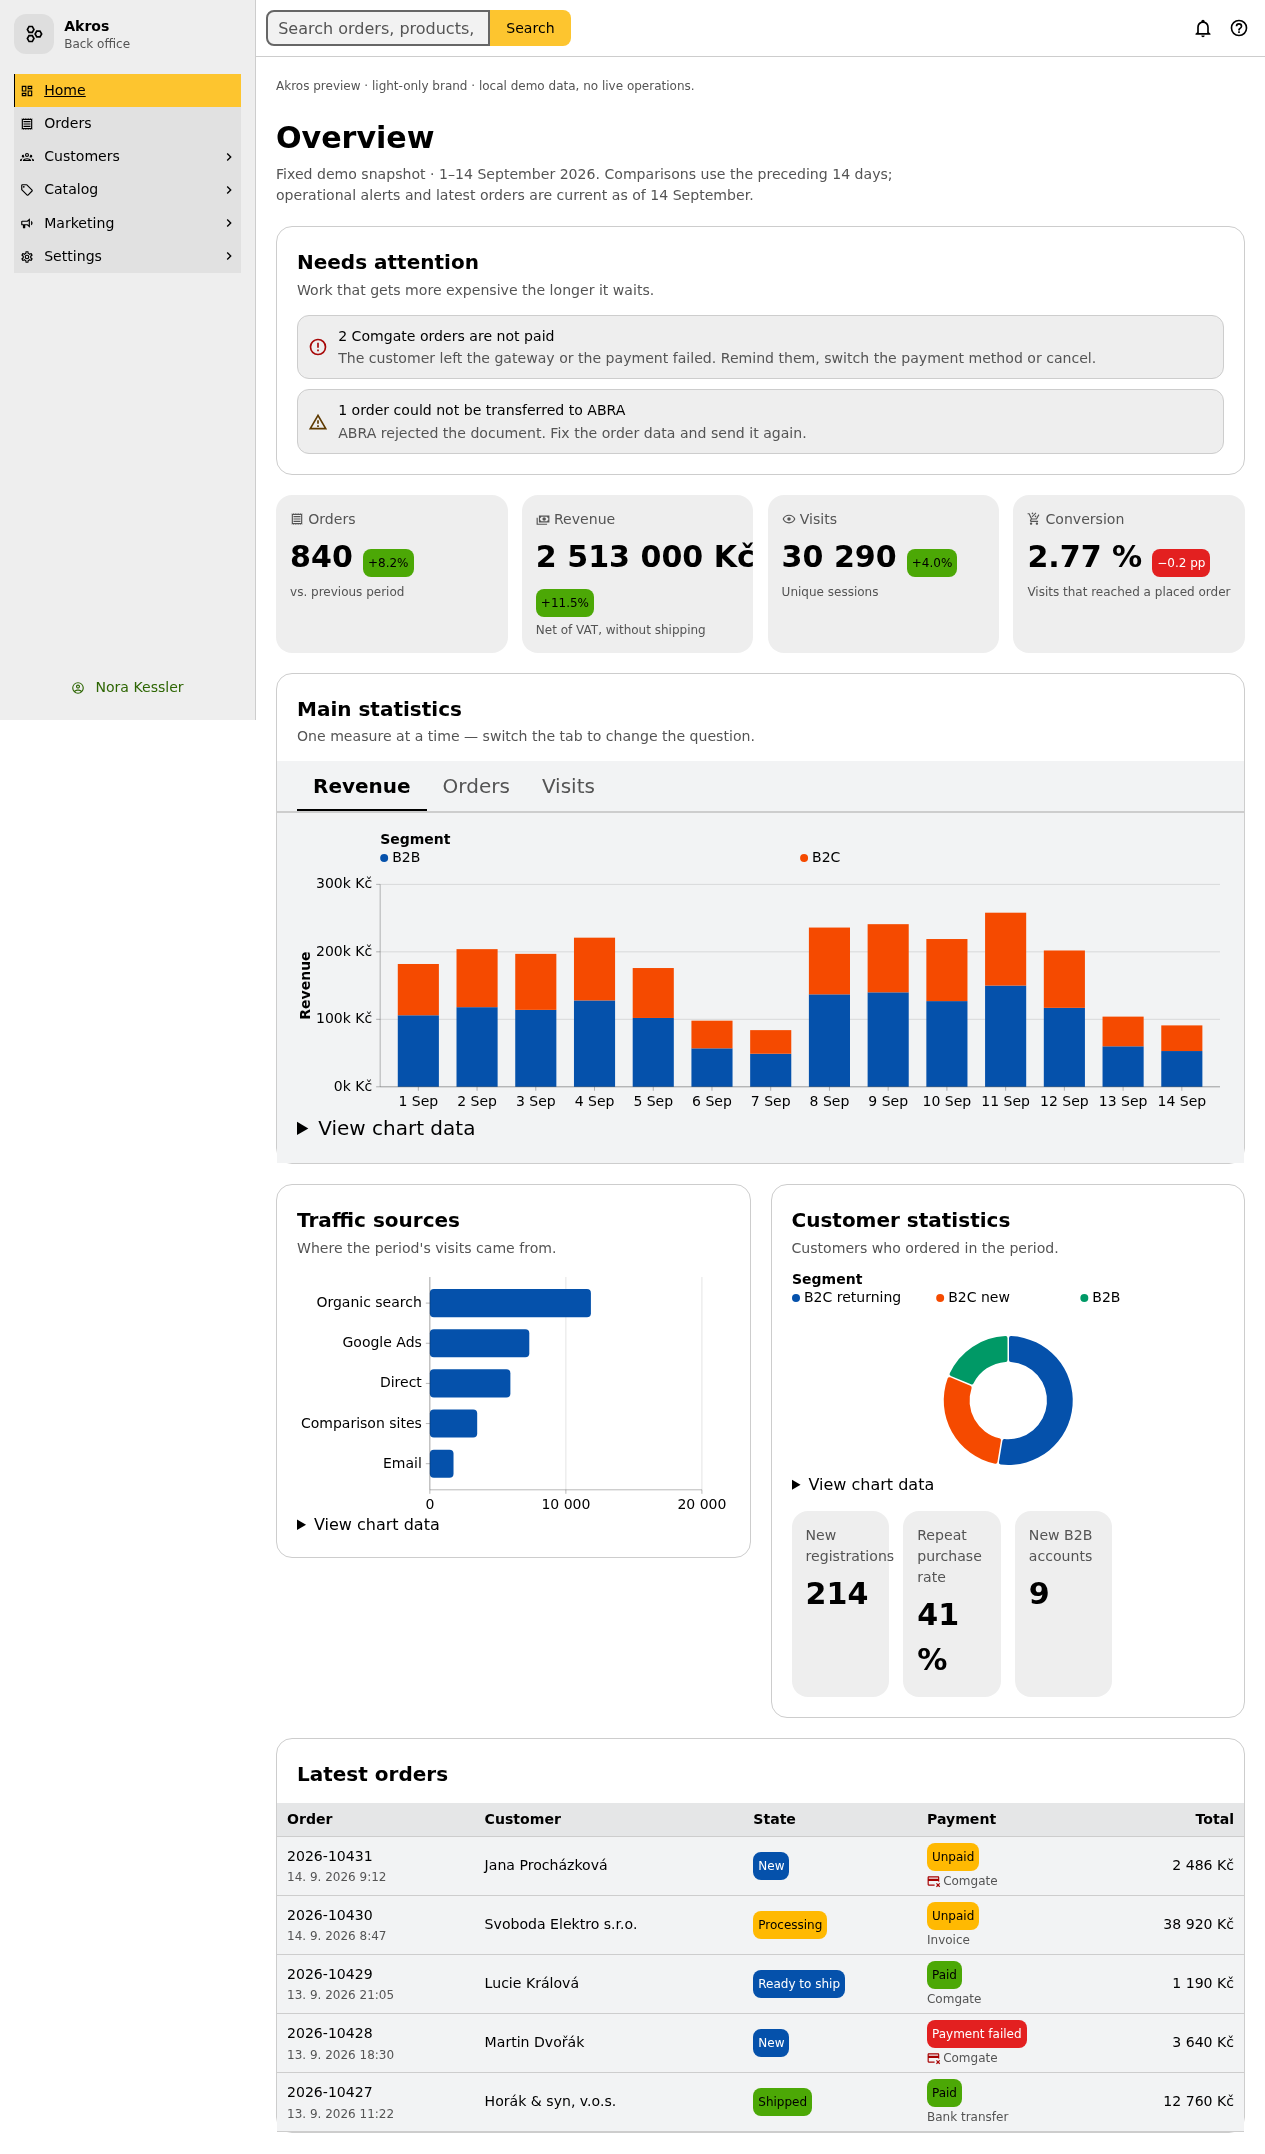 Akros
Back office
Home
Orders
Customers
Catalog
Marketing
Settings
Nora Kessler
Search orders, products,
Search
Akros preview · light-only brand · local demo data, no live operations.
Overview
Fixed demo snapshot · 1–14 September 2026. Comparisons use the preceding 14 days;
operational alerts and latest orders are current as of 14 September.
Needs attention
Work that gets more expensive the longer it waits.
2 Comgate orders are not paid
The customer left the gateway or the payment failed. Remind them, switch the payment method or cancel.
1 order could not be transferred to ABRA
ABRA rejected the document. Fix the order data and send it again.
Orders
840 +8.2%
vs. previous period
Revenue
2 513 000 Kč
+11.5%
Net of VAT, without shipping
Visits
30 290 +4.0%
Unique sessions
Conversion
2.77 % −0.2 pp
Visits that reached a placed order
Main statistics
One measure at a time — switch the tab to change the question.
Revenue Orders Visits
Segment
B2B B2C
Revenue
300k Kč
200k Kč
100k Kč
0k Kč
1 Sep 2 Sep 3 Sep 4 Sep 5 Sep 6 Sep 7 Sep 8 Sep 9 Sep 10 Sep 11 Sep 12 Sep 13 Sep 14 Sep
View chart data
Traffic sources
Where the period's visits came from.
Organic search
Google Ads
Direct
Comparison sites
Email
0 10 000 20 000
View chart data
Customer statistics
Customers who ordered in the period.
Segment
B2C returning B2C new B2B
View chart data
New
registrations
214
Repeat
purchase
rate
41
%
New B2B
accounts
9
Latest orders
Order Customer State Payment Total
2026-10431
14. 9. 2026 9:12
Jana Procházková
New
Unpaid
Comgate
2 486 Kč
2026-10430
14. 9. 2026 8:47
Svoboda Elektro s.r.o.
Processing
Unpaid
Invoice
38 920 Kč
2026-10429
13. 9. 2026 21:05
Lucie Králová
Ready to ship
Paid
Comgate
1 190 Kč
2026-10428
13. 9. 2026 18:30
Martin Dvořák
New
Payment failed
Comgate
3 640 Kč
2026-10427
13. 9. 2026 11:22
Horák & syn, v.o.s.
Shipped
Paid
Bank transfer
12 760 Kč